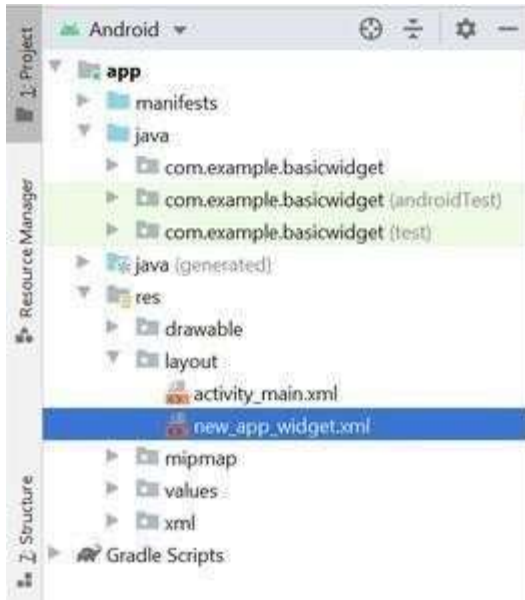 1: Project
Resource Manager
7: Structure
Android
app
manifests
java
com.example.basicwidget
com.example.basicwidget (androidTest)
com.example.basicwidget (test)
java (generated)
res
drawable
layout
activity_main.xml
new_app_widget.xml
mipmap
values
xml
Gradle Scripts